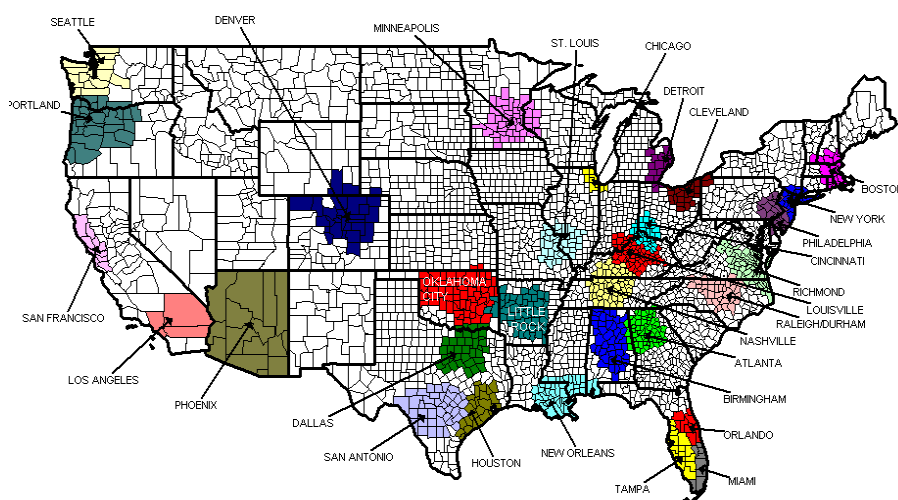 SEATTLE
DENVER
MINNEAPOLIS
ST. LOUIS
CHICAGO
DETROIT
CLEVELAND
PORTLAND
BOSTON
NEW YORK
PHILADELPHIA
CINCINNATI
RICHMOND
LOUISVILLE
RALEIGH/DURHAM
NASHVILLE
ATLANTA
BIRMINGHAM
OKLAHOMA
CITY
LITTLE
ROCK
SAN FRANCISCO
LOS ANGELES
PHOENIX
DALLAS
SAN ANTONIO
HOUSTON
NEW ORLEANS
ORLANDO
TAMPA
MIAMI